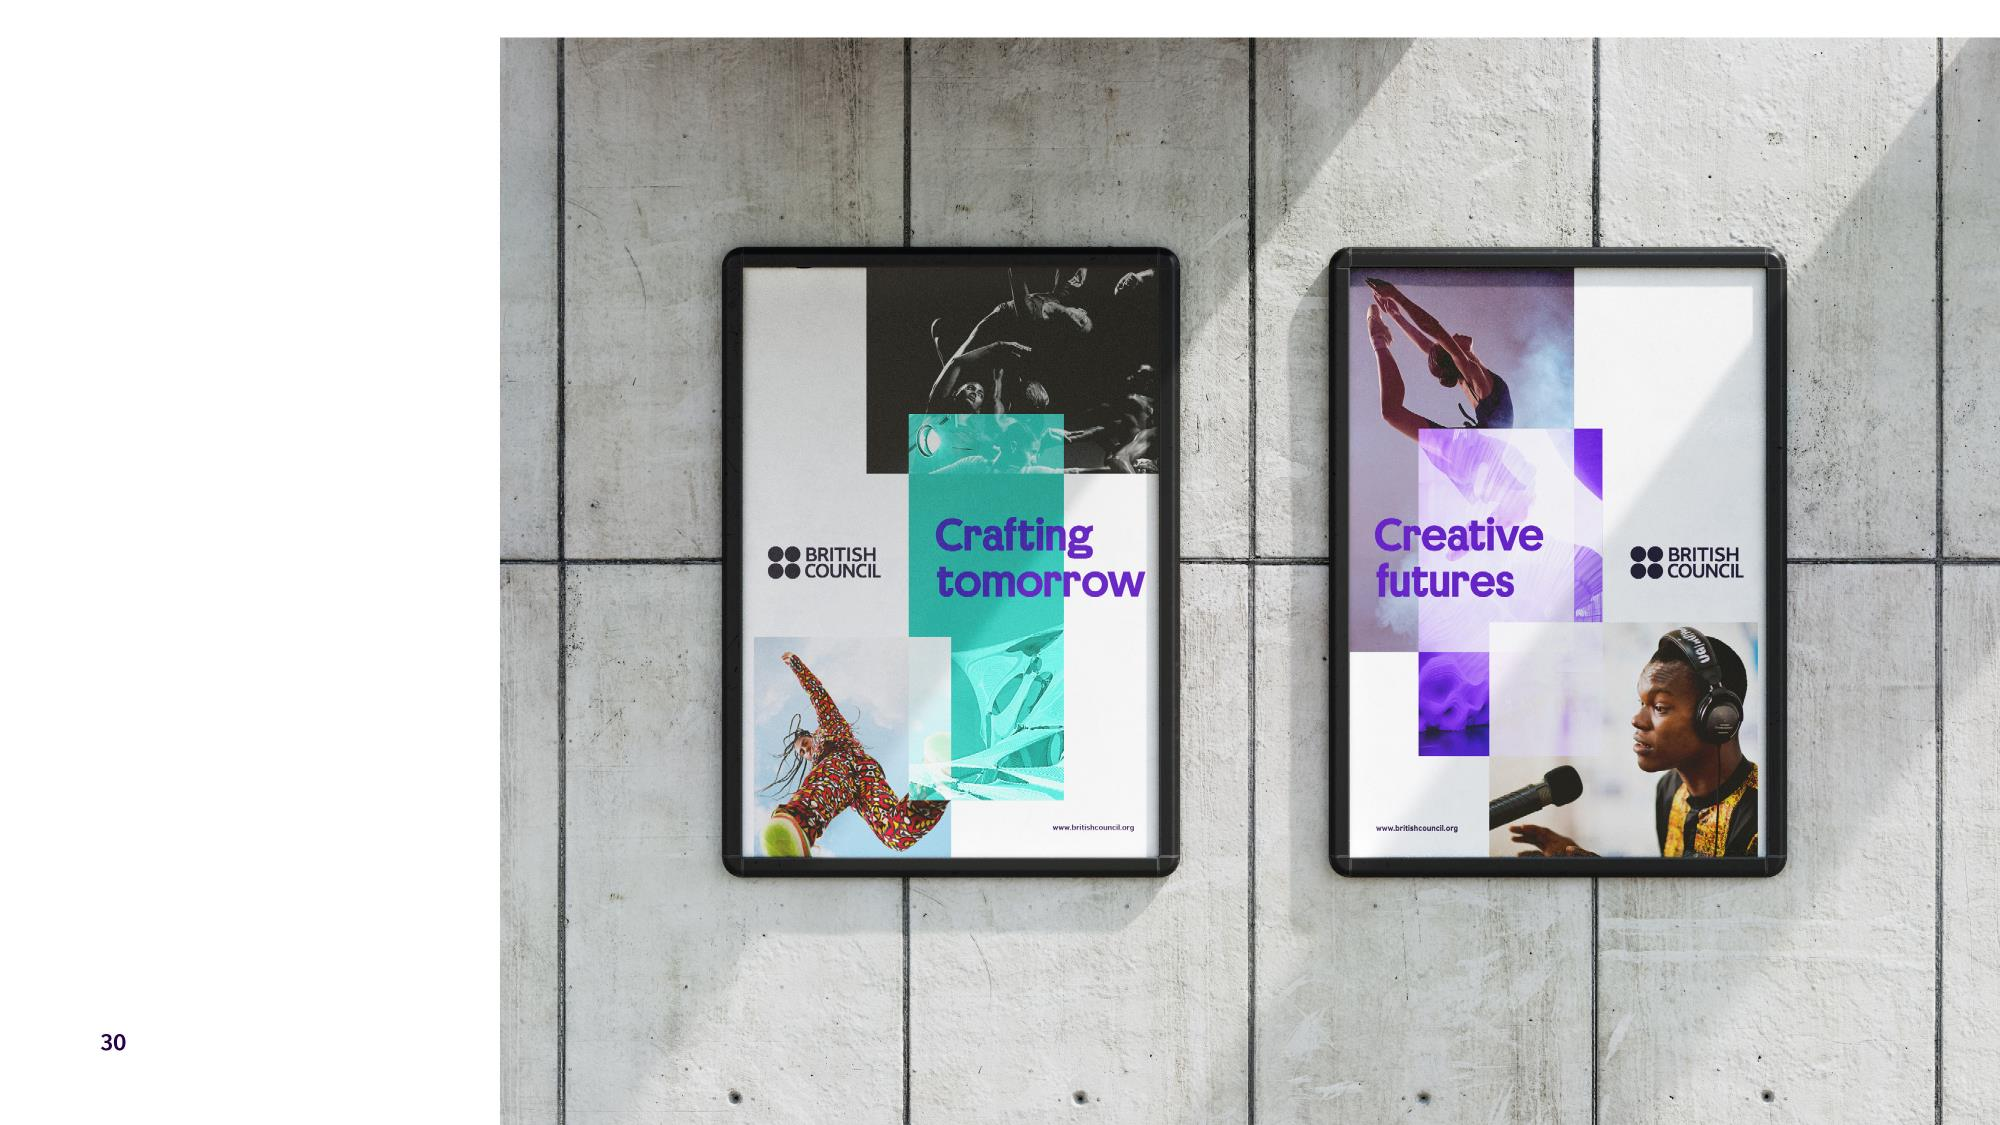 BRITISH
COUNCIL
Crafting
tomorrow
www.britishcouncil.org
Creative
futures
BRITISH
COUNCIL
www.britishcouncil.org
30